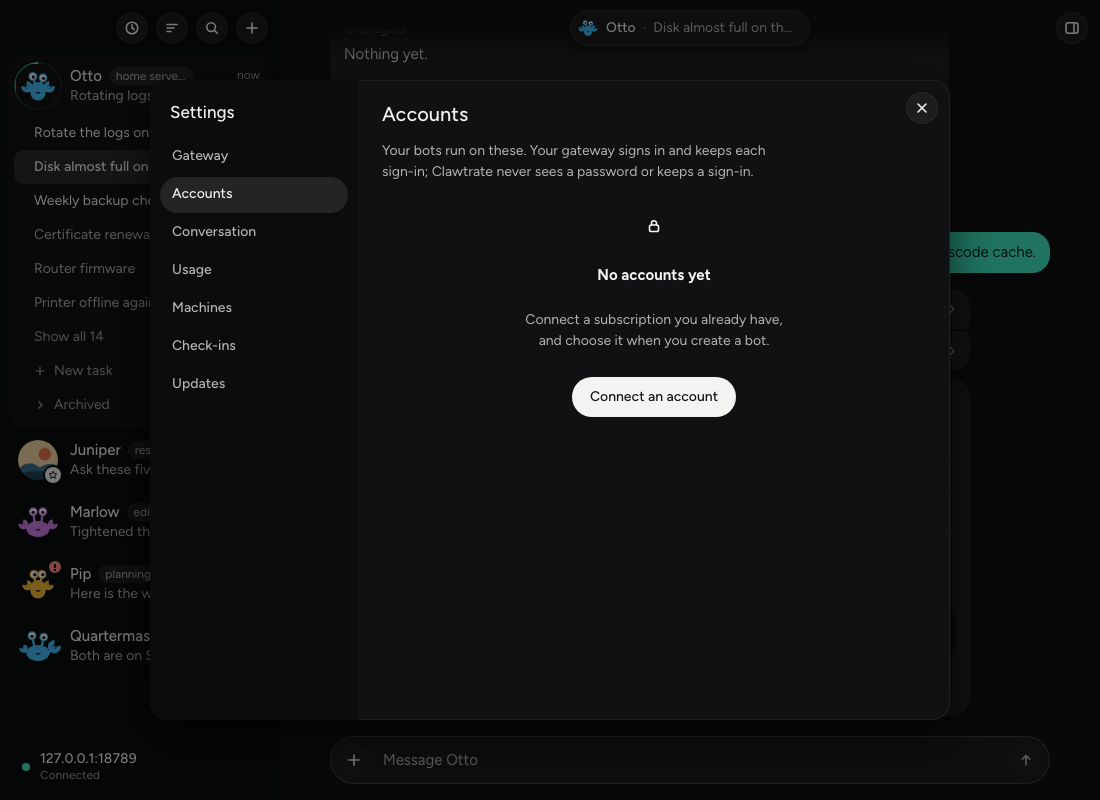 Otto · Disk almost full on th…
Nothing yet.
Otto home serve… now
Rotating logs
Rotate the logs on
Disk almost full on
Weekly backup che
Certificate renewa
Router firmware
Printer offline agai
Show all 14
New task
Archived
Juniper res
Ask these fiv
Marlow edi
Tightened th
Pip planning
Here is the w
Quartermas
Both are on S
127.0.0.1:18789
Connected
Settings
Gateway
Accounts
Conversation
Usage
Machines
Check-ins
Updates
Accounts
Your bots run on these. Your gateway signs in and keeps each
sign-in; Clawtrate never sees a password or keeps a sign-in.
No accounts yet
Connect a subscription you already have,
and choose it when you create a bot.
Connect an account
scode cache.
Message Otto